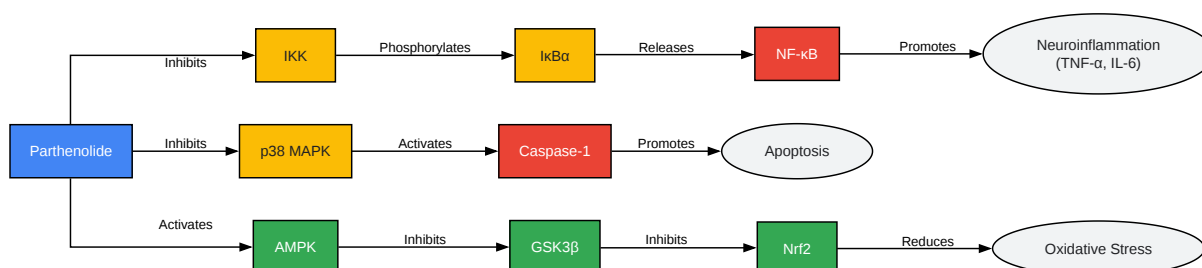 Inhibits
IKK
Phosphorylates
IκBα
Releases
NF-κB
Promotes
Neuroinflammation
(TNF-α, IL-6)
Parthenolide
Inhibits
p38 MAPK
Activates
Caspase-1
Promotes
Apoptosis
Activates
AMPK
Inhibits
GSK3β
Inhibits
Nrf2
Reduces
Oxidative Stress